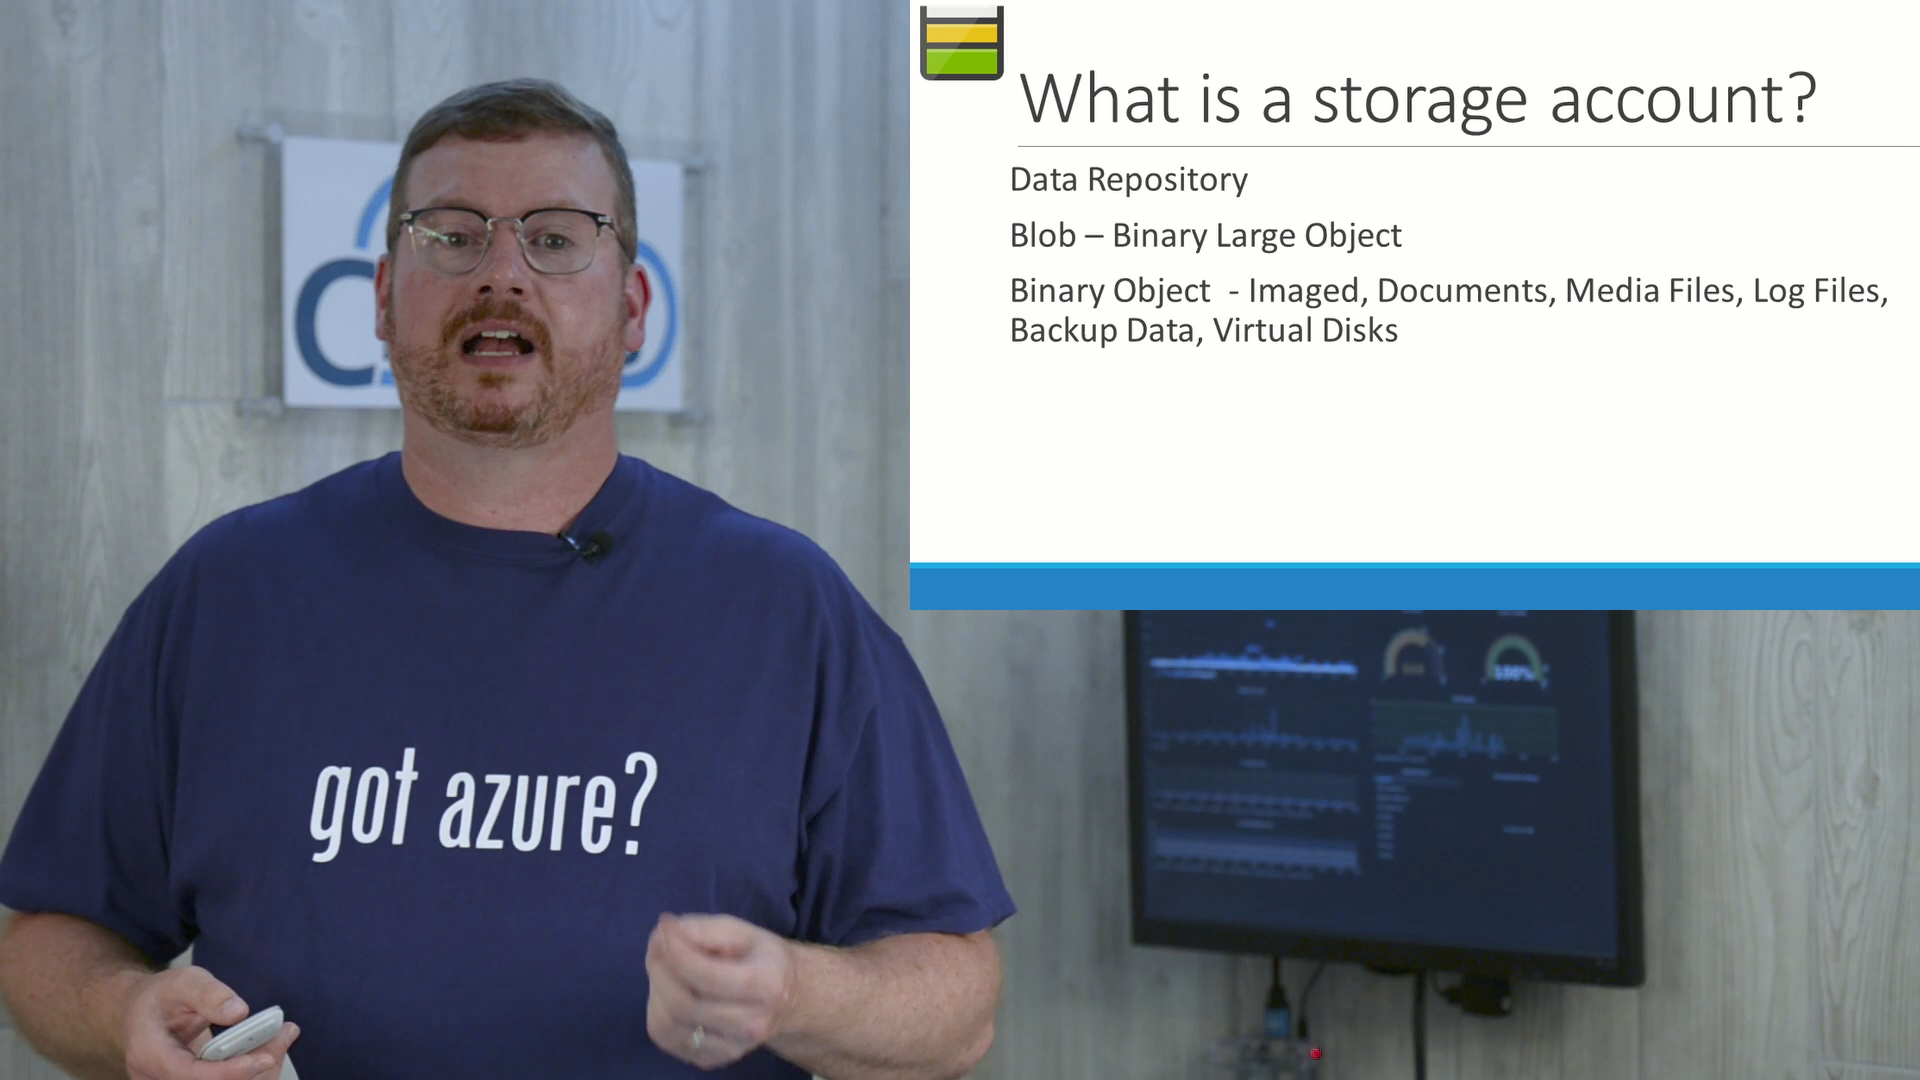 What is a storage account?
Data Repository
Blob – Binary Large Object
Binary Object - Imaged, Documents, Media Files, Log Files,
Backup Data, Virtual Disks
got azure?
100%